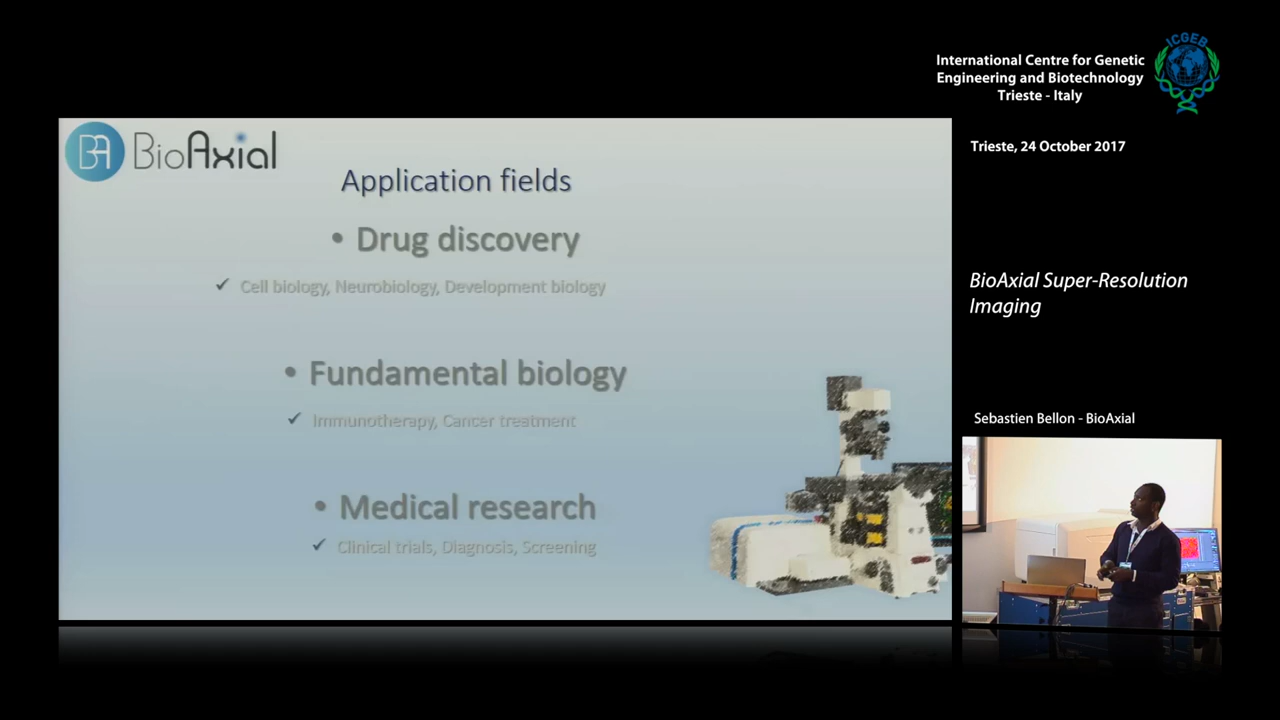 ICGEB
International Centre for Genetic
Engineering and Biotechnology
Trieste - Italy
Trieste, 24 October 2017
BA BioAxial
Application fields
• Drug discovery
✓ Cell biology, Neurobiology, Development biology
• Fundamental biology
✓ Immunotherapy, Cancer treatment
• Medical research
✓ Clinical trials, Diagnosis, Screening
BioAxial Super-Resolution
Imaging
Sebastien Bellon - BioAxial